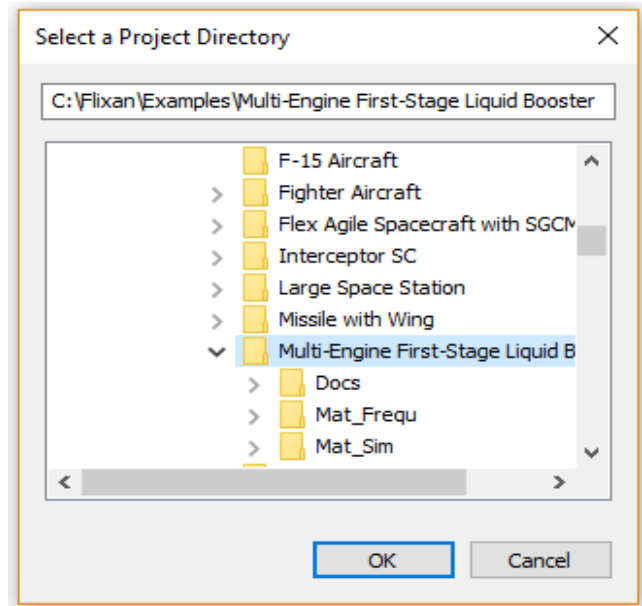 Select a Project Directory
C:\Flixan\Examples\Multi-Engine First-Stage Liquid Booster
F-15 Aircraft
Fighter Aircraft
Flex Agile Spacecraft with SGCM
Interceptor SC
Large Space Station
Missile with Wing
Multi-Engine First-Stage Liquid B
Docs
Mat_Frequ
Mat_Sim
OK Cancel